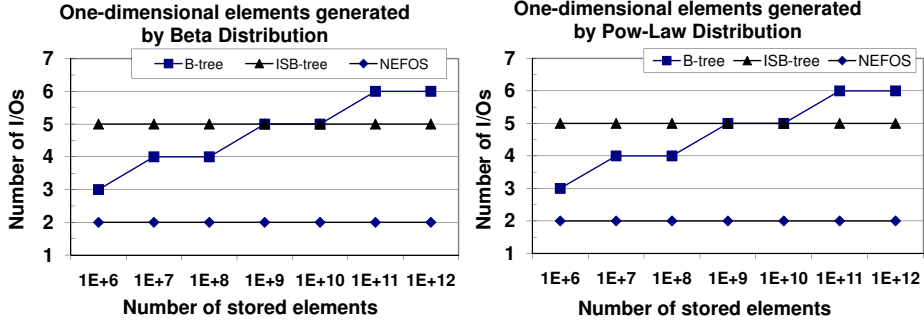 One-dimensional elements generated
by Beta Distribution
B-tree ISB-tree NEFOS
Number of I/Os
7
6
5
4
3
2
1
1E+6 1E+7 1E+8 1E+9 1E+10 1E+11 1E+12
Number of stored elements
One-dimensional elements generated
by Pow-Law Distribution
B-tree ISB-tree NEFOS
Number of I/Os
7
6
5
4
3
2
1
1E+6 1E+7 1E+8 1E+9 1E+10 1E+11 1E+12
Number of stored elements